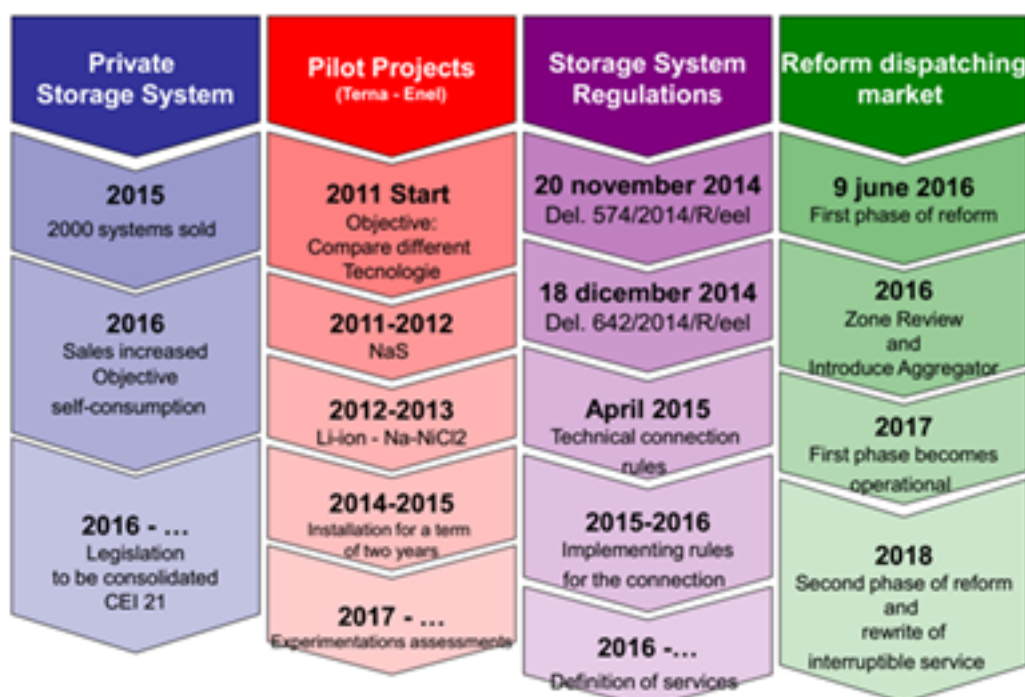 Private
Storage System
2015
2000 systems sold
2016
Sales increased
Objective
self-consumption
2016 - ...
Legislation
to be consolidated
CEI 21
Pilot Projects
(Terna - Enel)
2011 Start
Objective:
Compare different
Tecnologie
2011-2012
NaS
2012-2013
Li-ion - Na-NiCl2
2014-2015
Installation for a term
of two years
2017 - ...
Experimentations assessments
Storage System
Regulations
20 november 2014
Del. 574/2014/R/eel
18 dicember 2014
Del. 642/2014/R/eel
April 2015
Technical connection
rules
2015-2016
Implementing rules
for the connection
2016 -...
Definition of services
Reform dispatching
market
9 june 2016
First phase of reform
2016
Zone Review
and
Introduce Aggregator
2017
First phase becomes
operational
2018
Second phase of reform
and
rewrite of
interruptible service